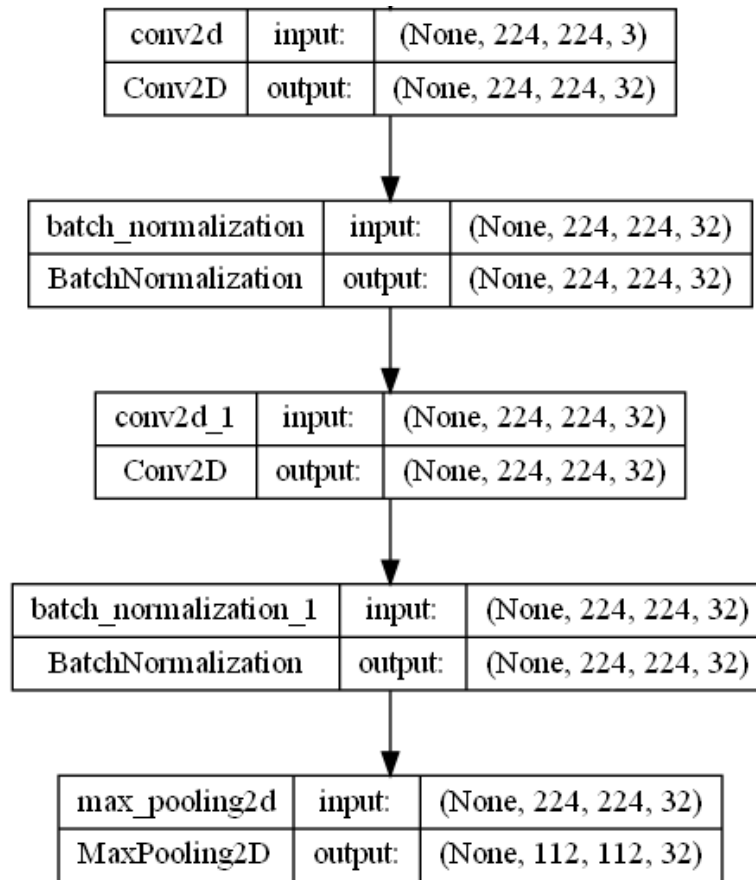 conv2d input: (None, 224, 224, 3)
Conv2D output: (None, 224, 224, 32)
batch_normalization input: (None, 224, 224, 32)
BatchNormalization output: (None, 224, 224, 32)
conv2d_1 input: (None, 224, 224, 32)
Conv2D output: (None, 224, 224, 32)
batch_normalization_1 input: (None, 224, 224, 32)
BatchNormalization output: (None, 224, 224, 32)
max_pooling2d input: (None, 224, 224, 32)
MaxPooling2D output: (None, 112, 112, 32)